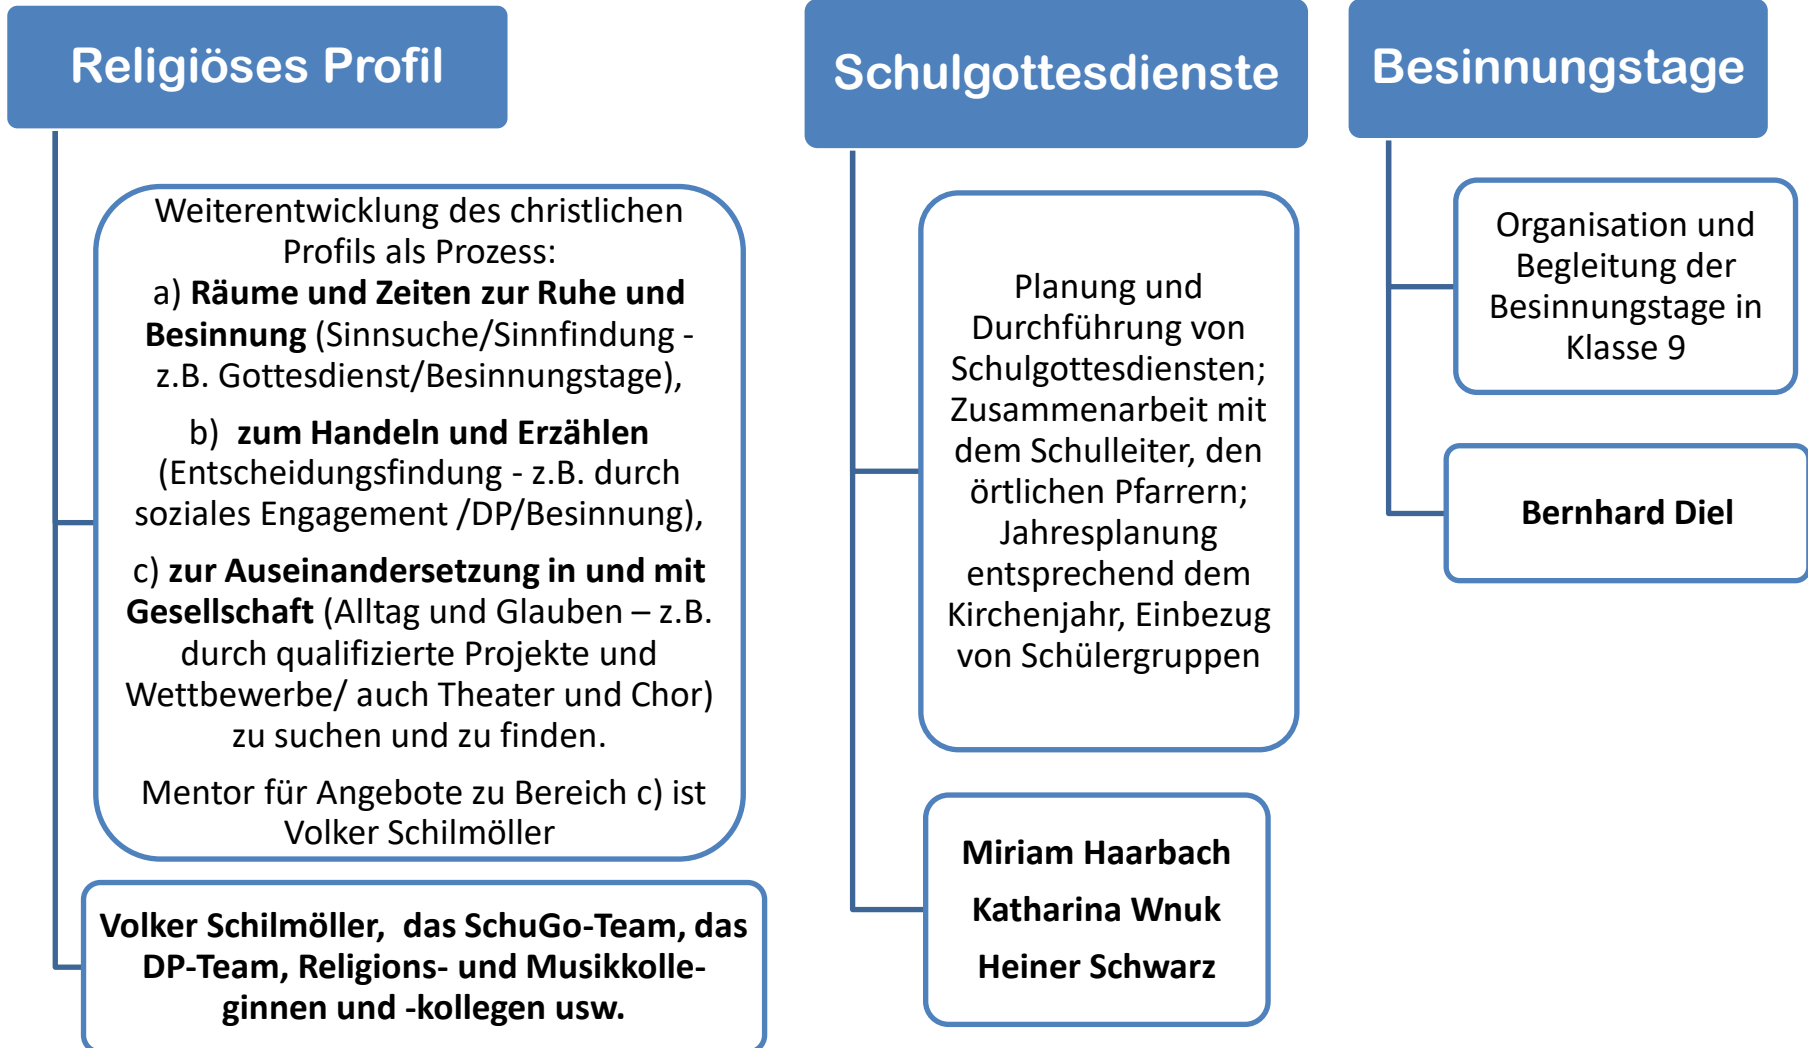 Religiöses Profil
Weiterentwicklung des christlichen
Profils als Prozess:
a) Räume und Zeiten zur Ruhe und
Besinnung (Sinnsuche/Sinnfindung -
z.B. Gottesdienst/Besinnungstage),
b)  zum Handeln und Erzählen
(Entscheidungsfindung - z.B. durch
soziales Engagement /DP/Besinnung),
c) zur Auseinandersetzung in und mit
Gesellschaft (Alltag und Glauben – z.B.
durch qualifizierte Projekte und
Wettbewerbe/ auch Theater und Chor)
zu suchen und zu finden.
Mentor für Angebote zu Bereich c) ist
Volker Schilmöller
Volker Schilmöller,  das SchuGo-Team, das
DP-Team, Religions- und Musikkolle-
ginnen und -kollegen usw.
Schulgottesdienste
Planung und
Durchführung von
Schulgottesdiensten;
Zusammenarbeit mit
dem Schulleiter, den
örtlichen Pfarrern;
Jahresplanung
entsprechend dem
Kirchenjahr, Einbezug
von Schülergruppen
Miriam Haarbach
Katharina Wnuk
Heiner Schwarz
Besinnungstage
Organisation und
Begleitung der
Besinnungstage in
Klasse 9
Bernhard Diel